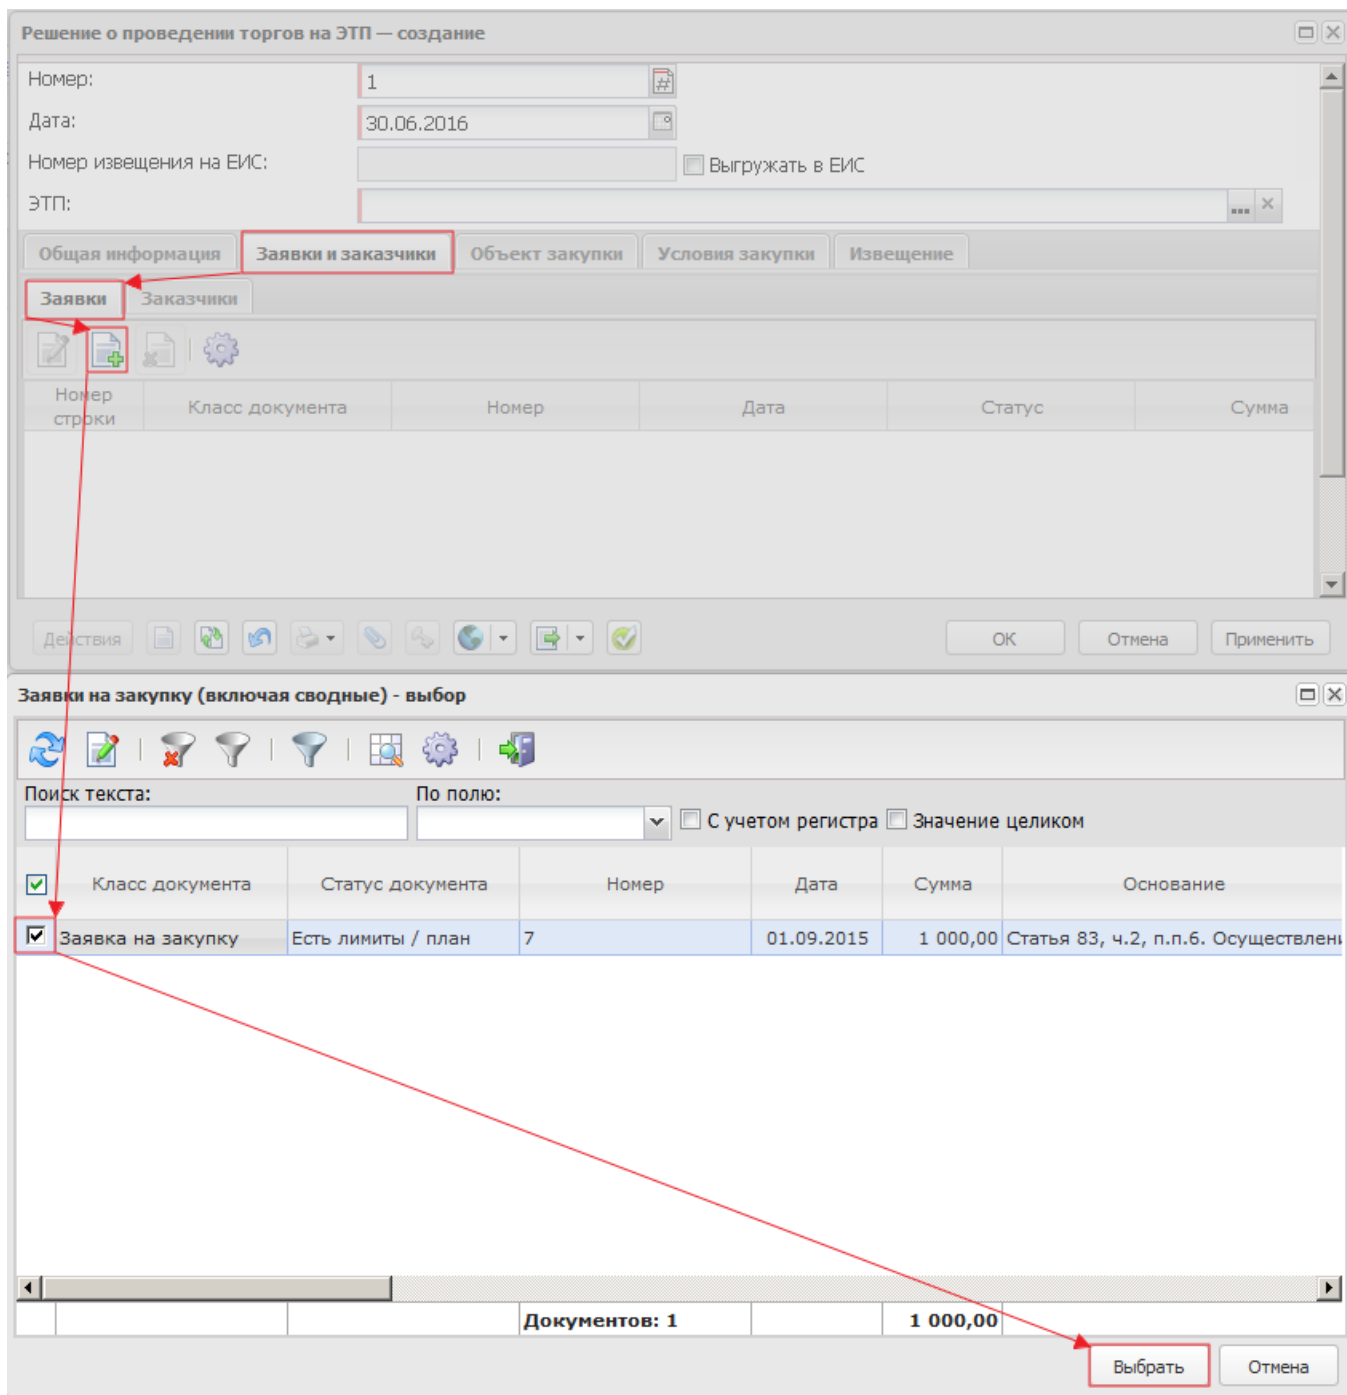 Решение о проведении торгов на ЭТП — создание
Номер: 1
Дата: 30.06.2016
Номер извещения на ЕИС: Выгружать в ЕИС
ЭТП:
Общая информация Заявки и заказчики Объект закупки Условия закупки Извещение
Заявки Заказчики
Номер строки Класс документа Номер Дата Статус Сумма
Действия ОК Отмена Применить
Заявки на закупку (включая сводные) - выбор
Поиск текста: По полю:
С учетом регистра Значение целиком
Класс документа Статус документа Номер Дата Сумма Основание
Заявка на закупку Есть лимиты / план 7 01.09.2015 1 000,00 Статья 83, ч.2, п.п.6. Осуществлени
Документов: 1 1 000,00
Выбрать Отмена